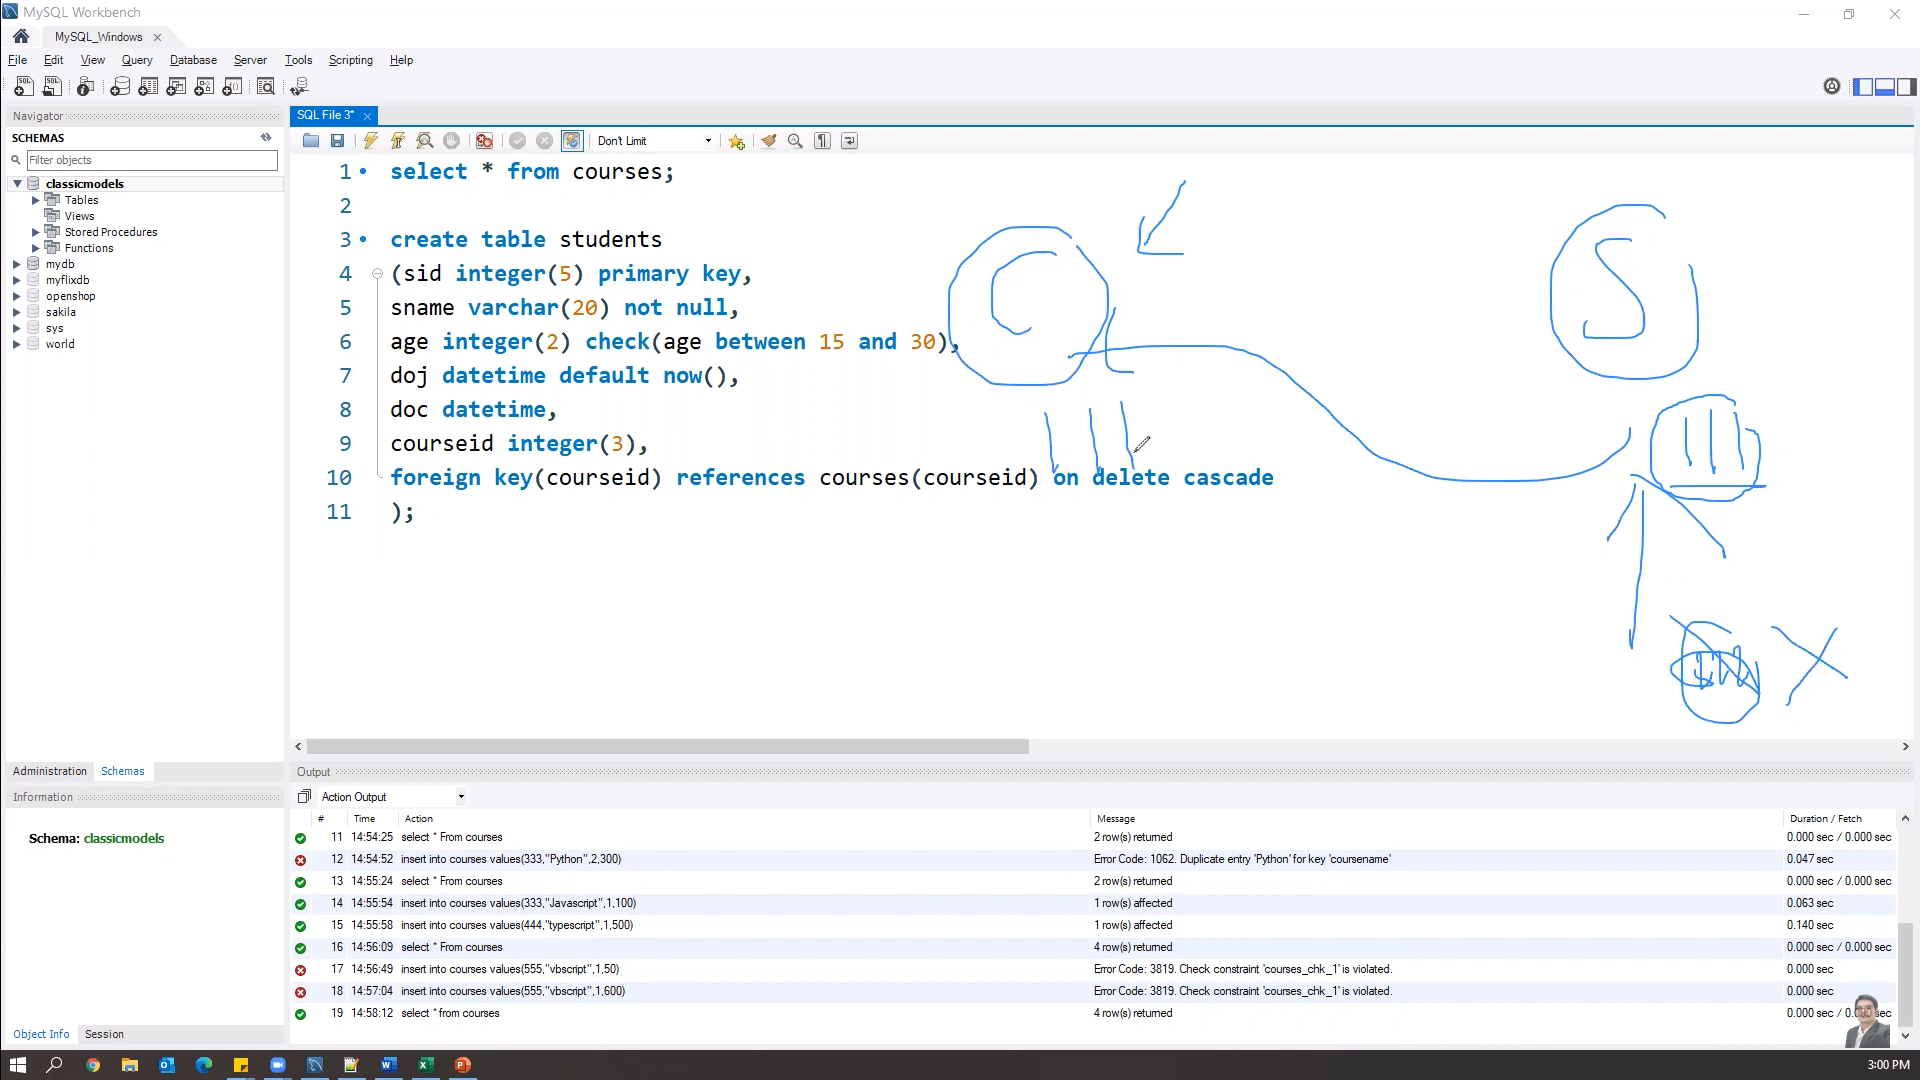 MySQL Workbench
MySQL_Windows
File Edit View Query Database Server Tools Scripting Help
Navigator
SCHEMAS
Filter objects
classicmodels
Tables
Views
Stored Procedures
Functions
mydb
myflixdb
openshop
sakila
sys
world
Administration Schemas
Information
Schema: classicmodels
Object Info Session
SQL File 3*
Don't Limit
1 select * from courses;
2
3 create table students
4 (sid integer(5) primary key,
5 sname varchar(20) not null,
6 age integer(2) check(age between 15 and 30),
7 doj datetime default now(),
8 doc datetime,
9 courseid integer(3),
10 foreign key(courseid) references courses(courseid) on delete cascade
11 );
C
S
Output
Action Output
# Time Action Message Duration / Fetch
11 14:54:25 select * From courses 2 row(s) returned 0.000 sec / 0.000 sec
12 14:54:52 insert into courses values(333,"Python",2,300) Error Code: 1062. Duplicate entry 'Python' for key 'coursename' 0.047 sec
13 14:55:24 select * From courses 2 row(s) returned 0.000 sec / 0.000 sec
14 14:55:54 insert into courses values(333,"Javascript",1,100) 1 row(s) affected 0.063 sec
15 14:55:58 insert into courses values(444,"typescript",1,500) 1 row(s) affected 0.140 sec
16 14:56:09 select * From courses 4 row(s) returned 0.000 sec / 0.000 sec
17 14:56:49 insert into courses values(555,"vbscript",1,50) Error Code: 3819. Check constraint 'courses_chk_1' is violated. 0.000 sec
18 14:57:04 insert into courses values(555,"vbscript",1,600) Error Code: 3819. Check constraint 'courses_chk_1' is violated. 0.000 sec
19 14:58:12 select * from courses 4 row(s) returned 0.000 sec /
3:00 PM